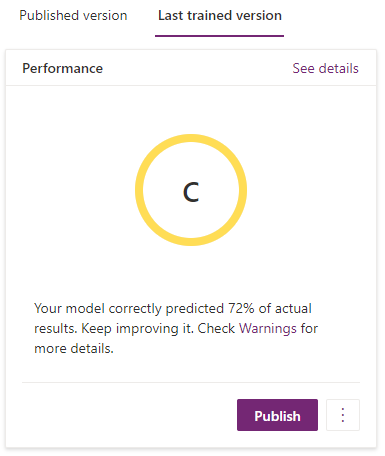 Published version
Last trained version
Performance
See details
C
Your model correctly predicted 72% of actual
results. Keep improving it. Check Warnings for
more details.
Publish